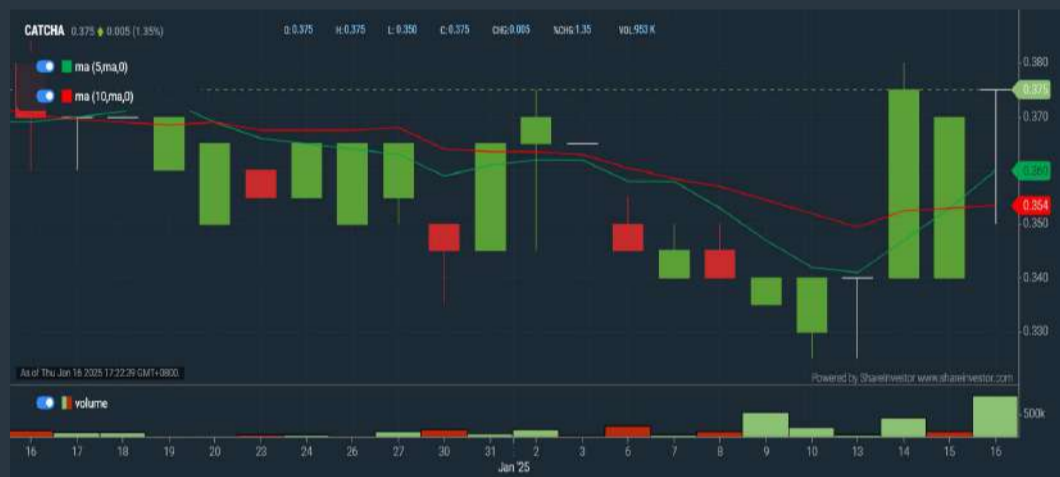 CATCHA 0.375 0.005 (1.35%) O:0.375 H:0.375 L: 0.350 C:0.375 CHG:0.005 %CHG:1.35 VOL:953 K
ma (5,ma,0)
ma (10,ma,0)
0.380
0.375
0.370
0.360
0.354
0.350
0.340
0.330
As of Thu Jan 16 2025 17:22:29 GMT+0800.
Powered by ShareInvestor www.shareinvestor.com
volume
500k
16 17 18 19 20 23 24 26 27 30 31 2 3 6 7 8 9 10 13 14 15 16
Jan '25